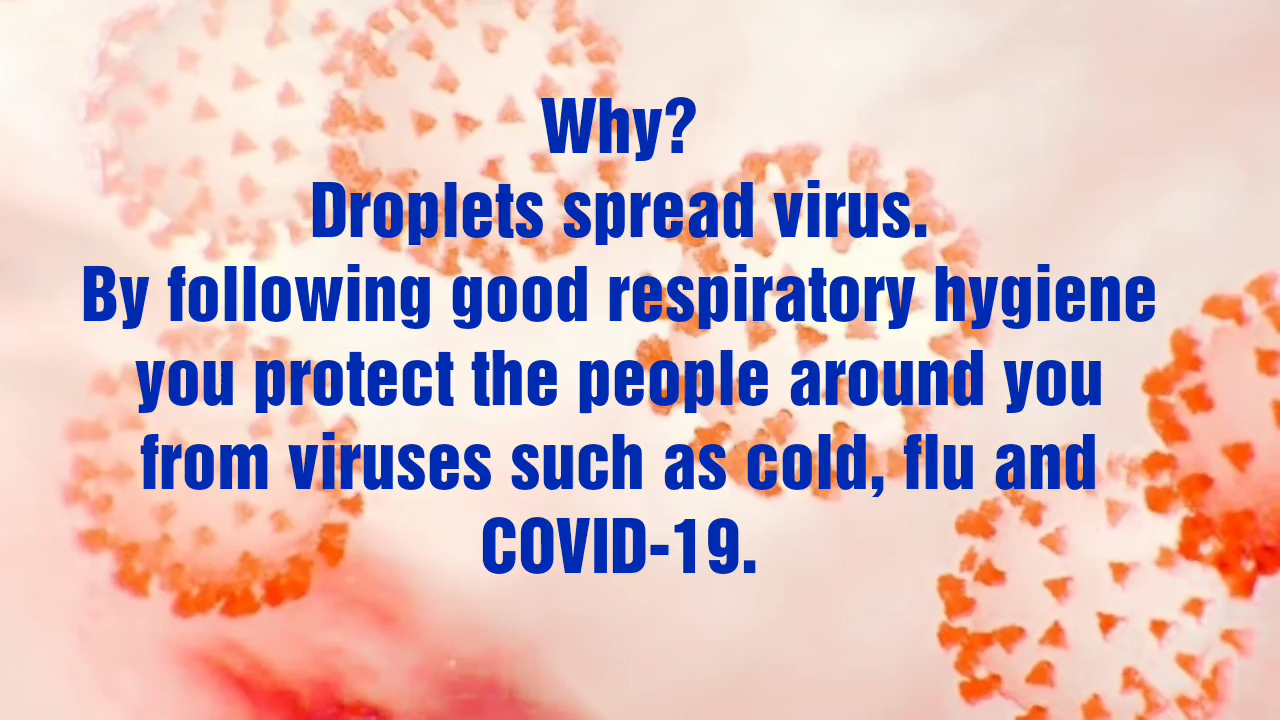 Why?
Droplets spread virus.
By following good respiratory hygiene
you protect the people around you
from viruses such as cold, flu and
COVID-19.